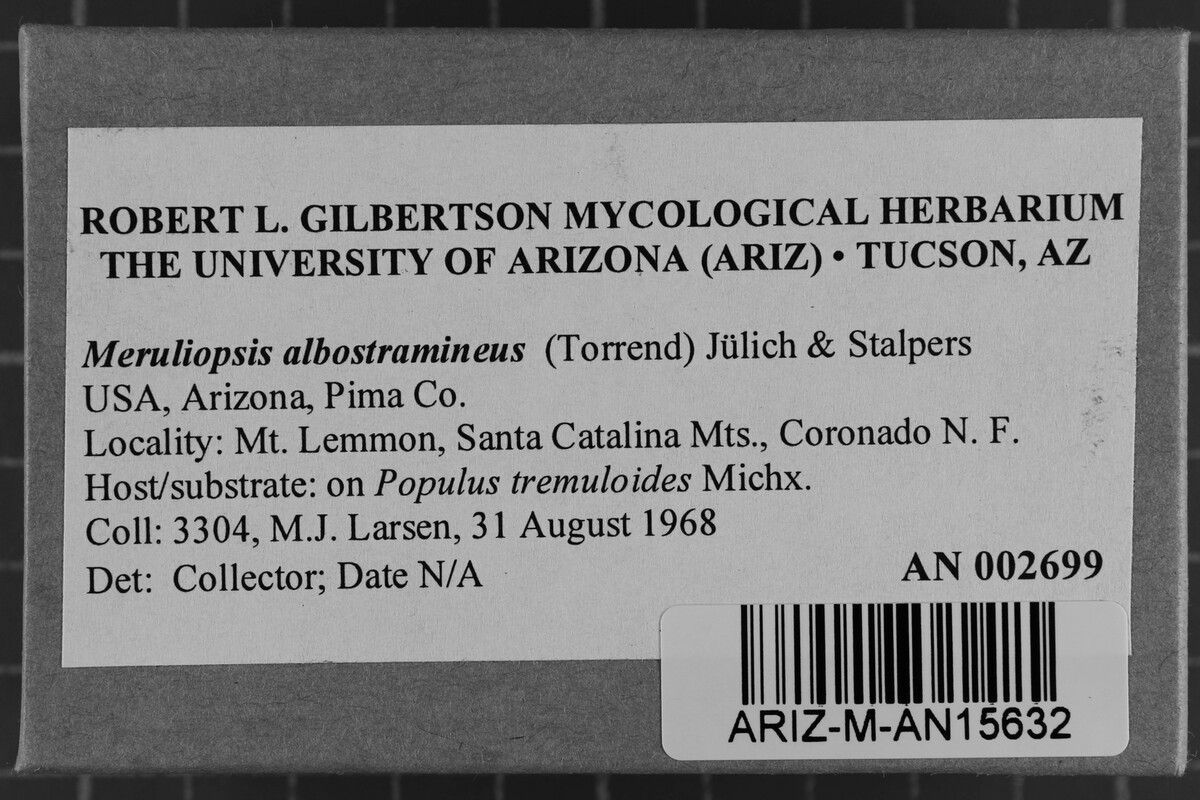 ROBERT L. GILBERTSON MYCOLOGICAL HERBARIUM
THE UNIVERSITY OF ARIZONA (ARIZ) • TUCSON, AZ
Meruliopsis albostramineus (Torrend) Jülich & Stalpers
USA, Arizona, Pima Co.
Locality: Mt. Lemmon, Santa Catalina Mts., Coronado N. F.
Host/substrate: on Populus tremuloides Michx.
Coll: 3304, M.J. Larsen, 31 August 1968
Det: Collector; Date N/A
AN 002699
ARIZ-M-AN15632